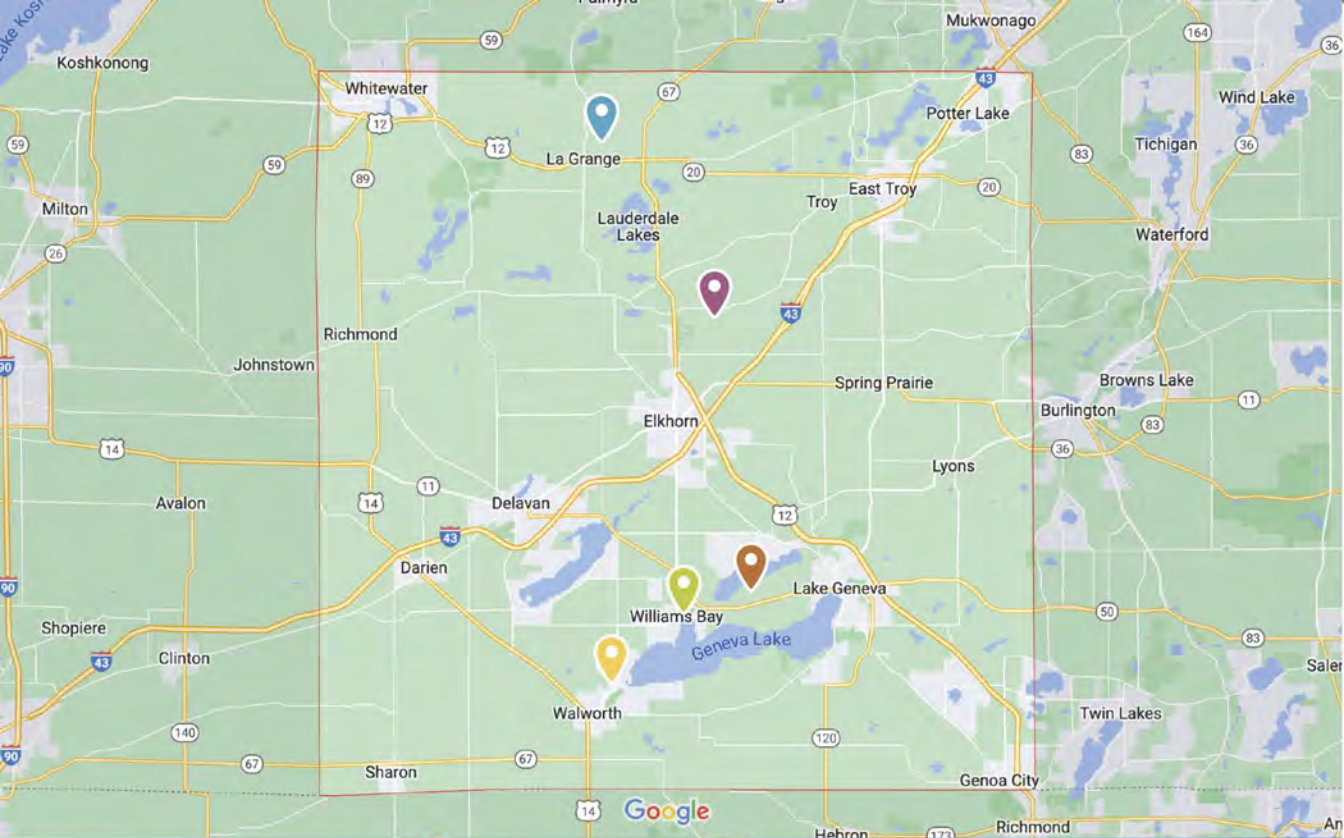 Mukwonago
59
164
36
Lake Kosh
Koshkonong
43
Whitewater
67
Wind Lake
Potter Lake
12
59
Tichigan
36
12
La Grange
83
59
20
89
East Troy
20
Milton
Troy
Lauderdale
Lakes
Waterford
26
43
Richmond
Johnstown
90
Browns Lake
Spring Prairie
11
Burlington
Elkhorn
83
14
36
Lyons
11
Avalon
14
Delavan
12
43
Darien
90
Lake Geneva
Williams Bay
50
Shopiere
83
Geneva Lake
43
Clinton
Walworth
Twin Lakes
140
120
67
67
90
Sharon
Genoa City
14
Google
Richmond
Hebron
173